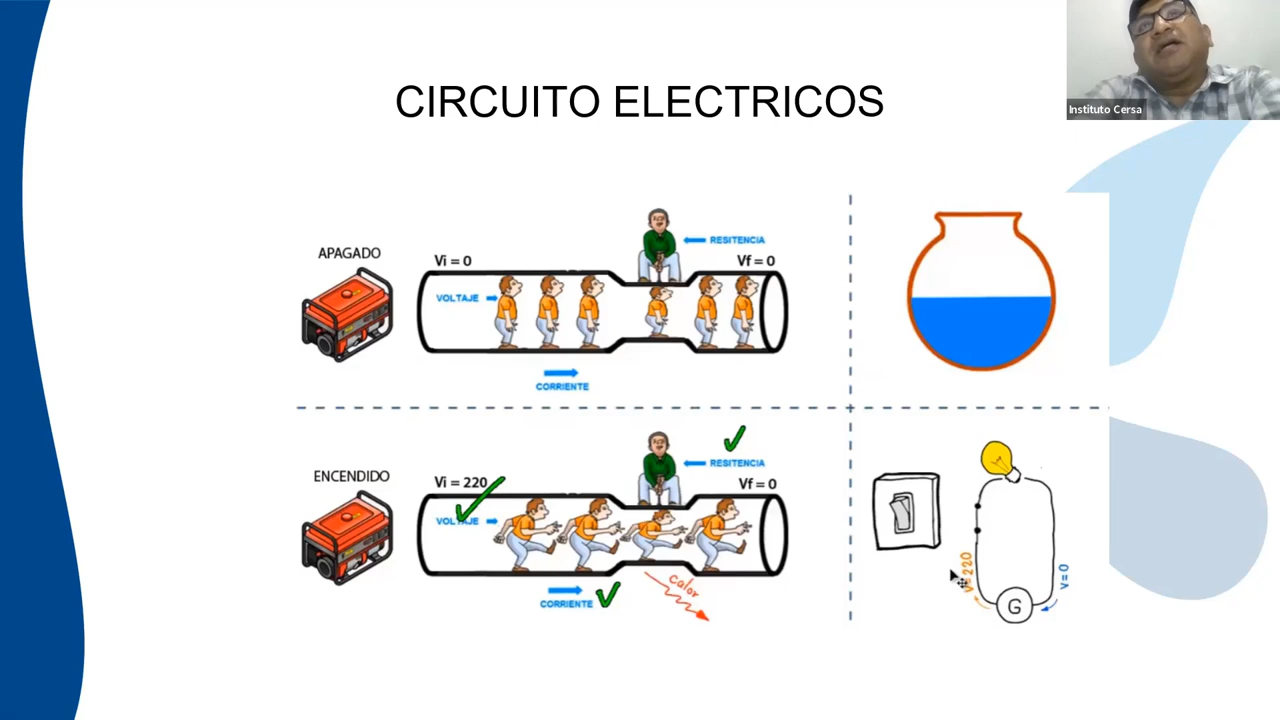 Instituto Cersa
CIRCUITO ELECTRICOS
APAGADO
Vi = 0
RESITENCIA
Vf = 0
VOLTAJE
CORRIENTE
ENCENDIDO
Vi = 220
RESITENCIA
Vf = 0
VOLTAJE
CORRIENTE
calor
V=220
V=0
G